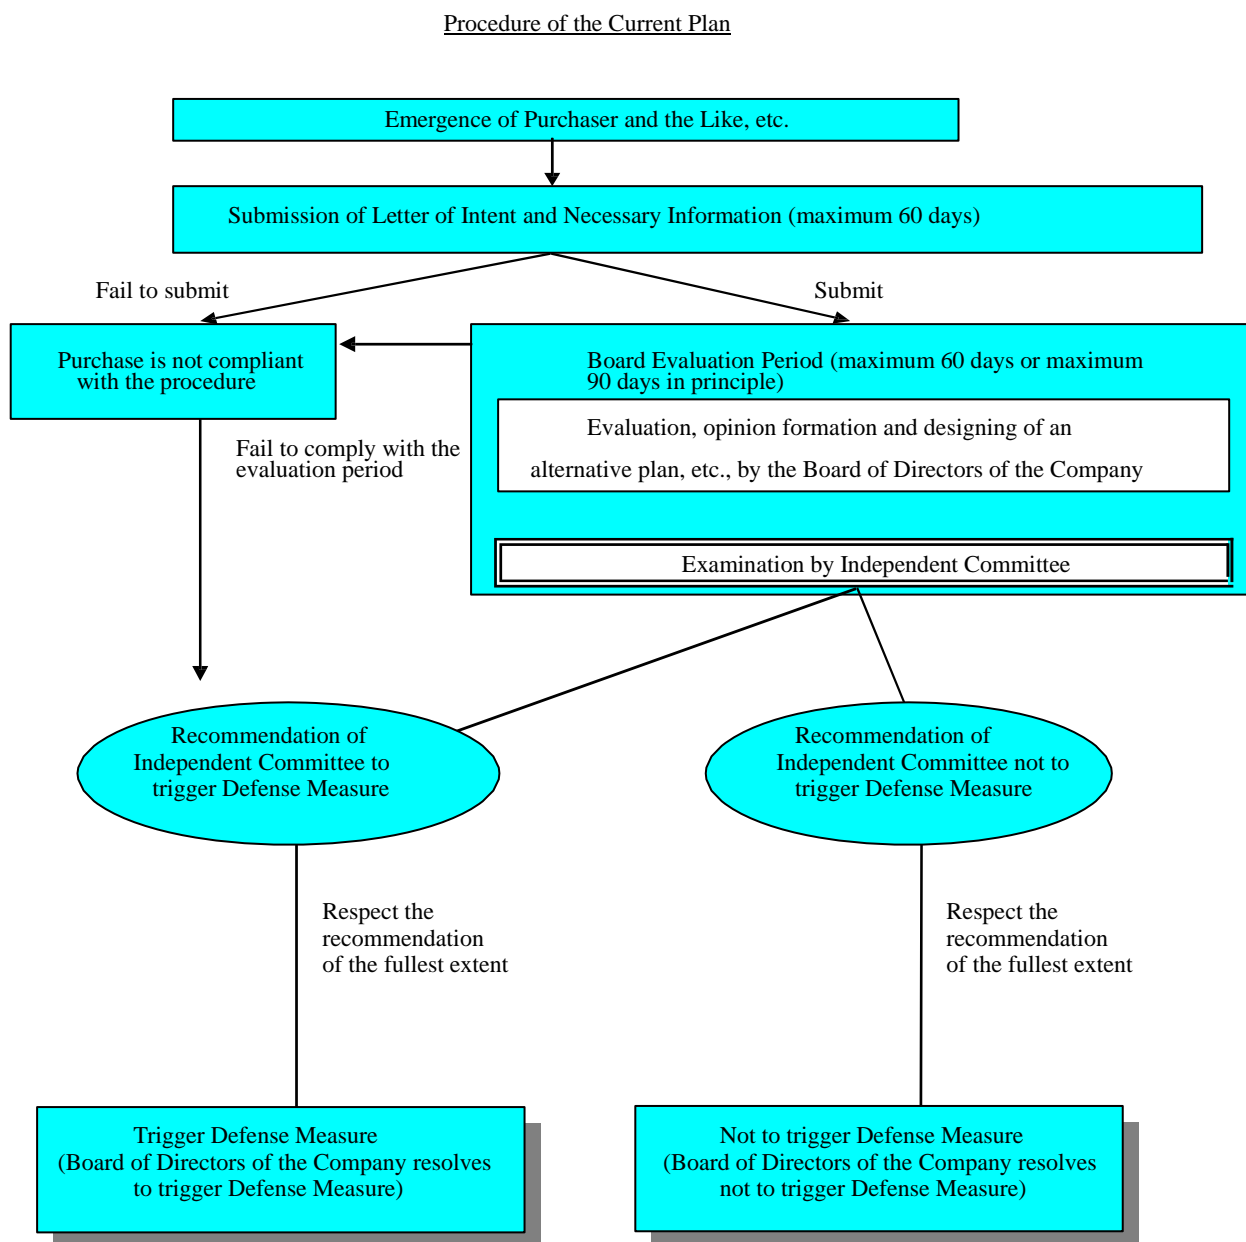 Procedure of the Current Plan
Emergence of Purchaser and the Like, etc.
Submission of Letter of Intent and Necessary Information (maximum 60 days)
Fail to submit
Submit
Purchase is not compliant
with the procedure
Board Evaluation Period (maximum 60 days or maximum
90 days in principle)
Evaluation, opinion formation and designing of an
alternative plan, etc., by the Board of Directors of the Company
Fail to comply with the
evaluation period
Examination by Independent Committee
Recommendation of
Independent Committee to
trigger Defense Measure
Recommendation of
Independent Committee not to
trigger Defense Measure
Respect the
recommendation
of the fullest extent
Respect the
recommendation
of the fullest extent
Trigger Defense Measure
(Board of Directors of the Company resolves
to trigger Defense Measure)
Not to trigger Defense Measure
(Board of Directors of the Company resolves
not to trigger Defense Measure)